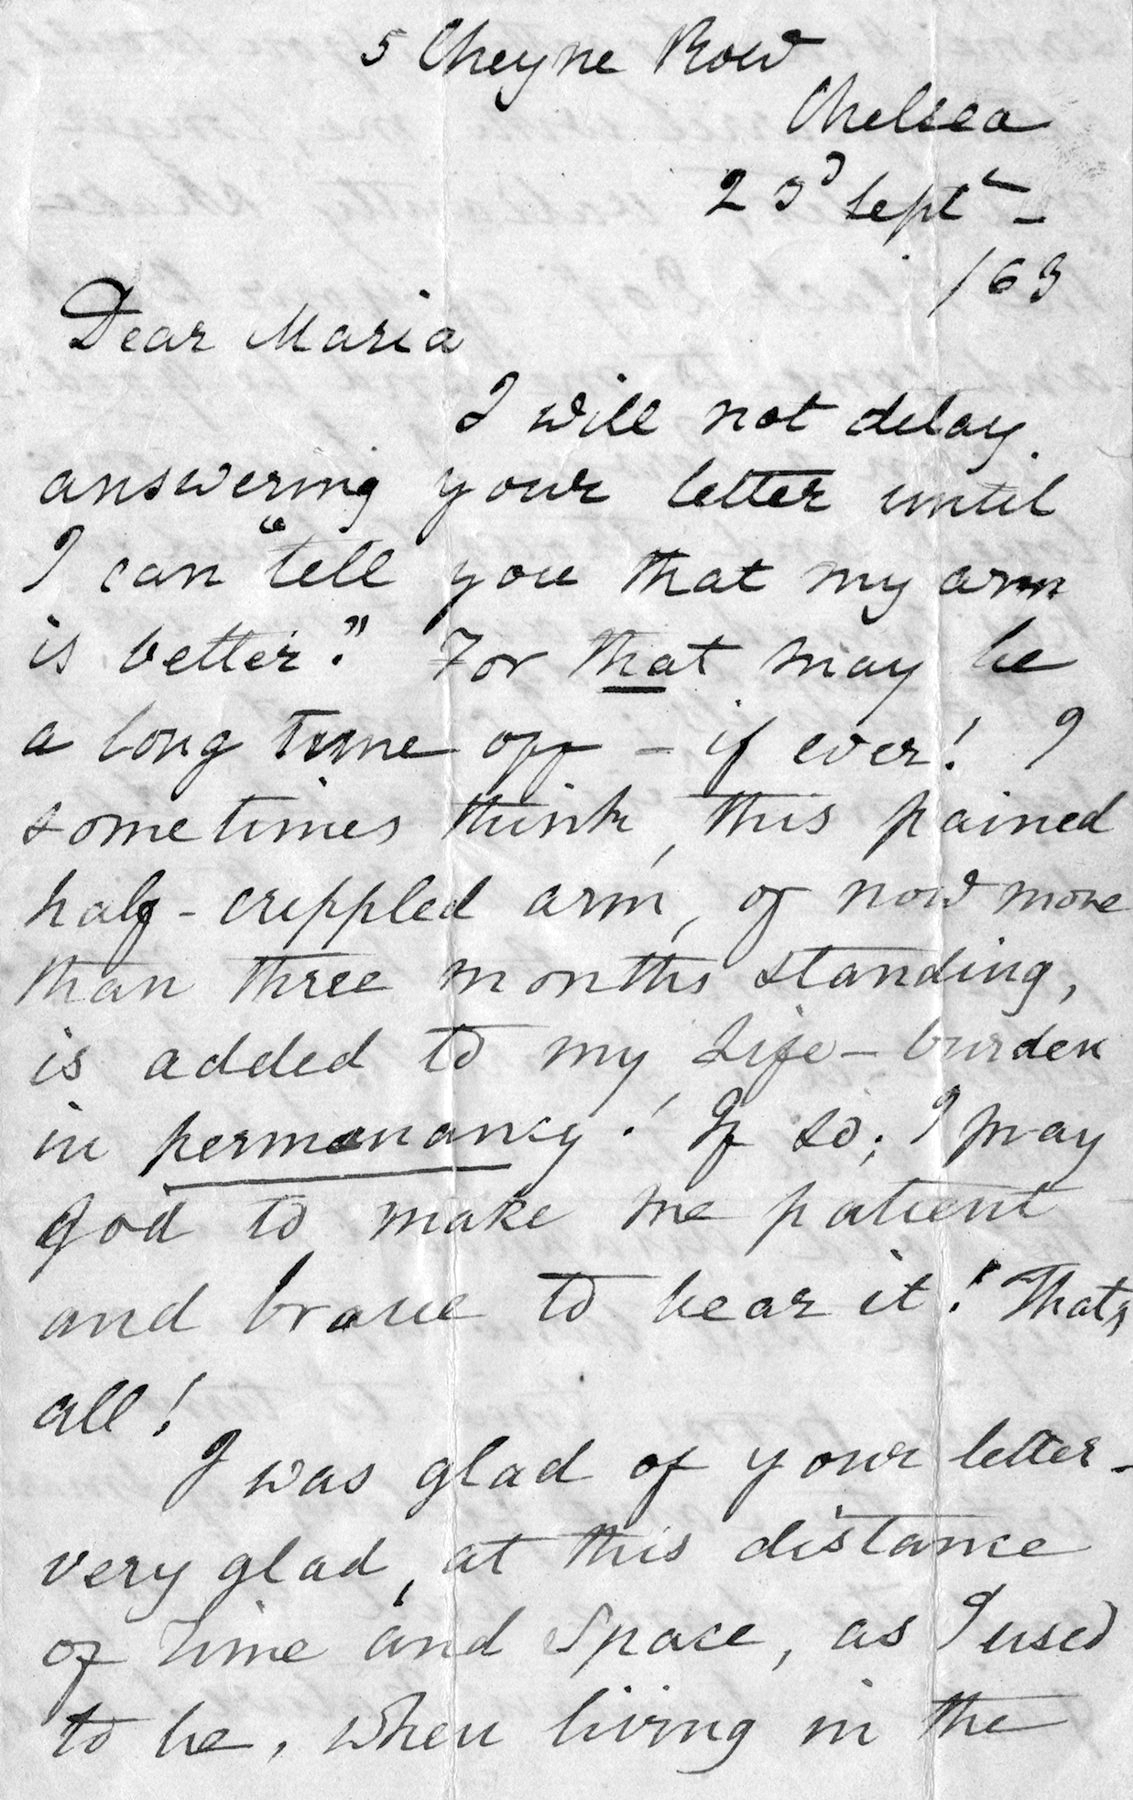 5 Cheyne Row
Chelsea
23d Sept –
/63
Dear Maria
I will not delay
answering your letter until
I can "tell you that my arm
is better." For that may be
a long time off – if ever! I
sometimes think, this pained
half-crippled arm, of now more
than three months standing,
is added to my Life-burden
in permanancy! If so; I pray
God to make me patient
and brave to bear it! Thats
all!
I was glad of your letter –
very glad, at this distance
of Time and Space, as I used
to be, when living in the